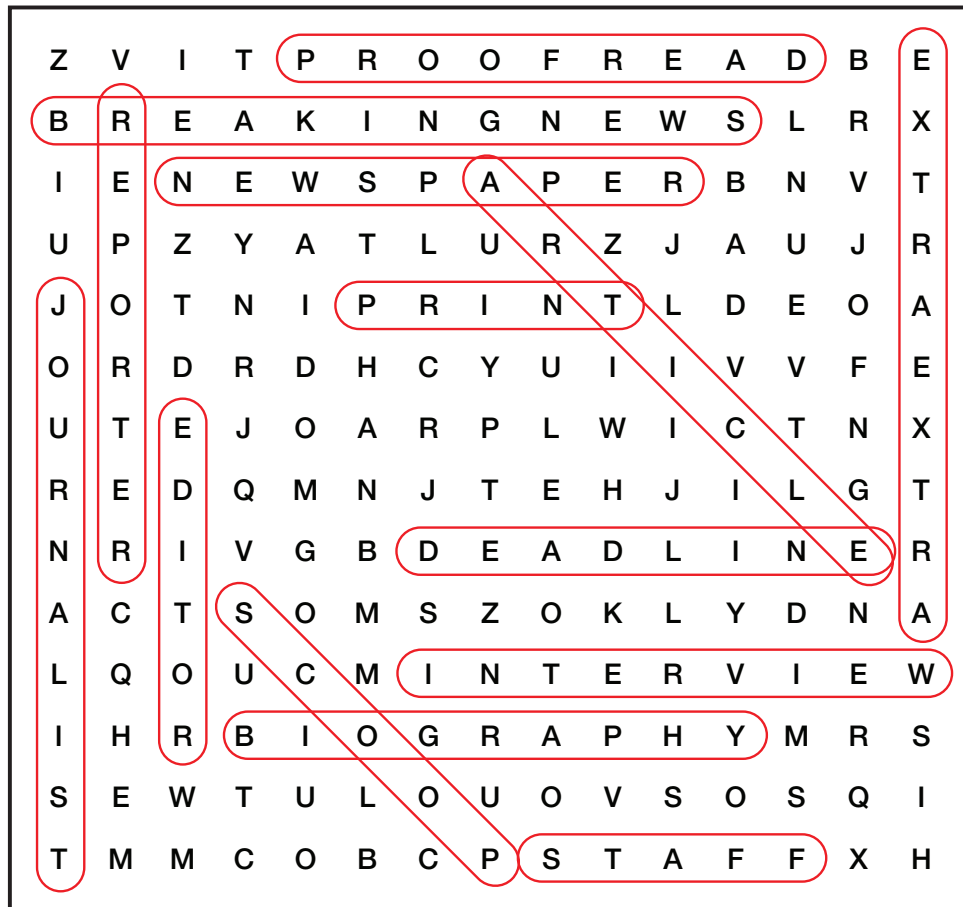 Z V I T P R O O F R E A D B E
B R E A K I N G N E W S L R X
I E N E W S P A P E R B N V T
U P Z Y A T L U R Z J A U J R
J O T N I P R I N T L D E O A
O R D R D H C Y U I I V V F E
U T E J O A R P L W I C T N X
R E D Q M N J T E H J I L G T
N R I V G B D E A D L I N E R
A C T S O M S Z O K L Y D N A
L Q O U C M I N T E R V I E W
I H R B I O G R A P H Y M R S
S E W T U L O U O V S O S Q I
T M M C O B C P S T A F F X H